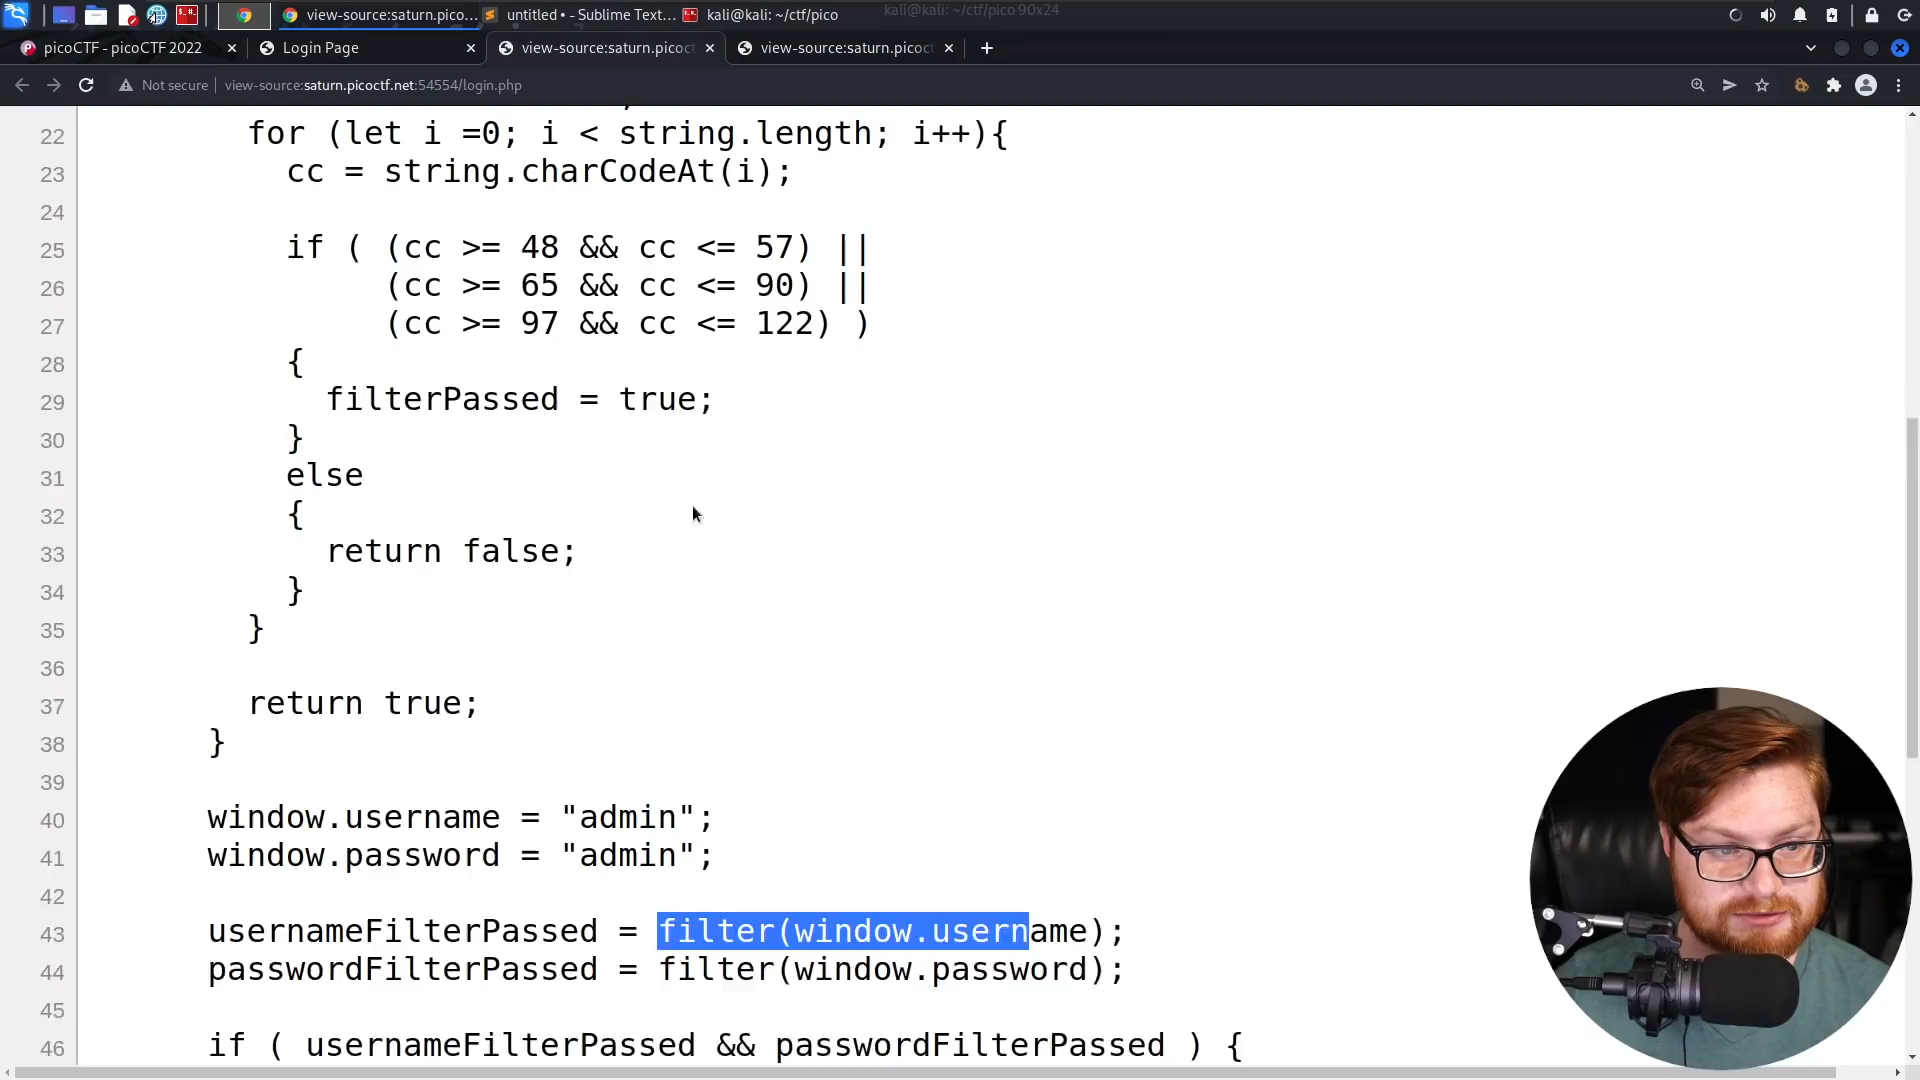 view-source:saturn.pico...
untitled • - Sublime Text...
kali@kali: ~/ctf/pico
kali@kali: ~/ctf/pico 90x24
picoCTF - picoCTF 2022
Login Page
view-source:saturn.picoct
view-source:saturn.picoct
Not secure
view-source:saturn.picoctf.net:54554/login.php
22 for (let i =0; i < string.length; i++){
23 cc = string.charCodeAt(i);
24
25 if ( (cc >= 48 && cc <= 57) ||
26 (cc >= 65 && cc <= 90) ||
27 (cc >= 97 && cc <= 122) )
28 {
29 filterPassed = true;
30 }
31 else
32 {
33 return false;
34 }
35 }
36
37 return true;
38 }
39
40 window.username = "admin";
41 window.password = "admin";
42
43 usernameFilterPassed = filter(window.username);
44 passwordFilterPassed = filter(window.password);
45
46 if ( usernameFilterPassed && passwordFilterPassed ) {